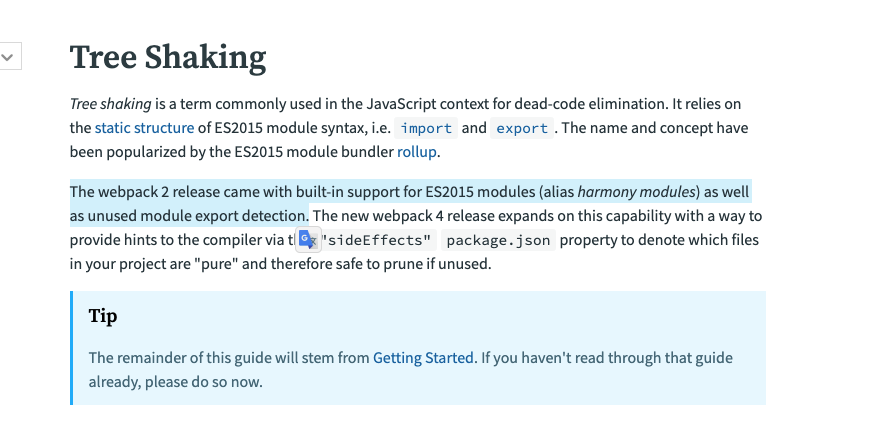 Tree Shaking
Tree shaking is a term commonly used in the JavaScript context for dead-code elimination. It relies on
the static structure of ES2015 module syntax, i.e. import and export . The name and concept have
been popularized by the ES2015 module bundler rollup.
The webpack 2 release came with built-in support for ES2015 modules (alias harmony modules) as well
as unused module export detection. The new webpack 4 release expands on this capability with a way to
provide hints to the compiler via "sideEffects" package.json property to denote which files
in your project are "pure" and therefore safe to prune if unused.
Tip
The remainder of this guide will stem from Getting Started. If you haven't read through that guide
already, please do so now.